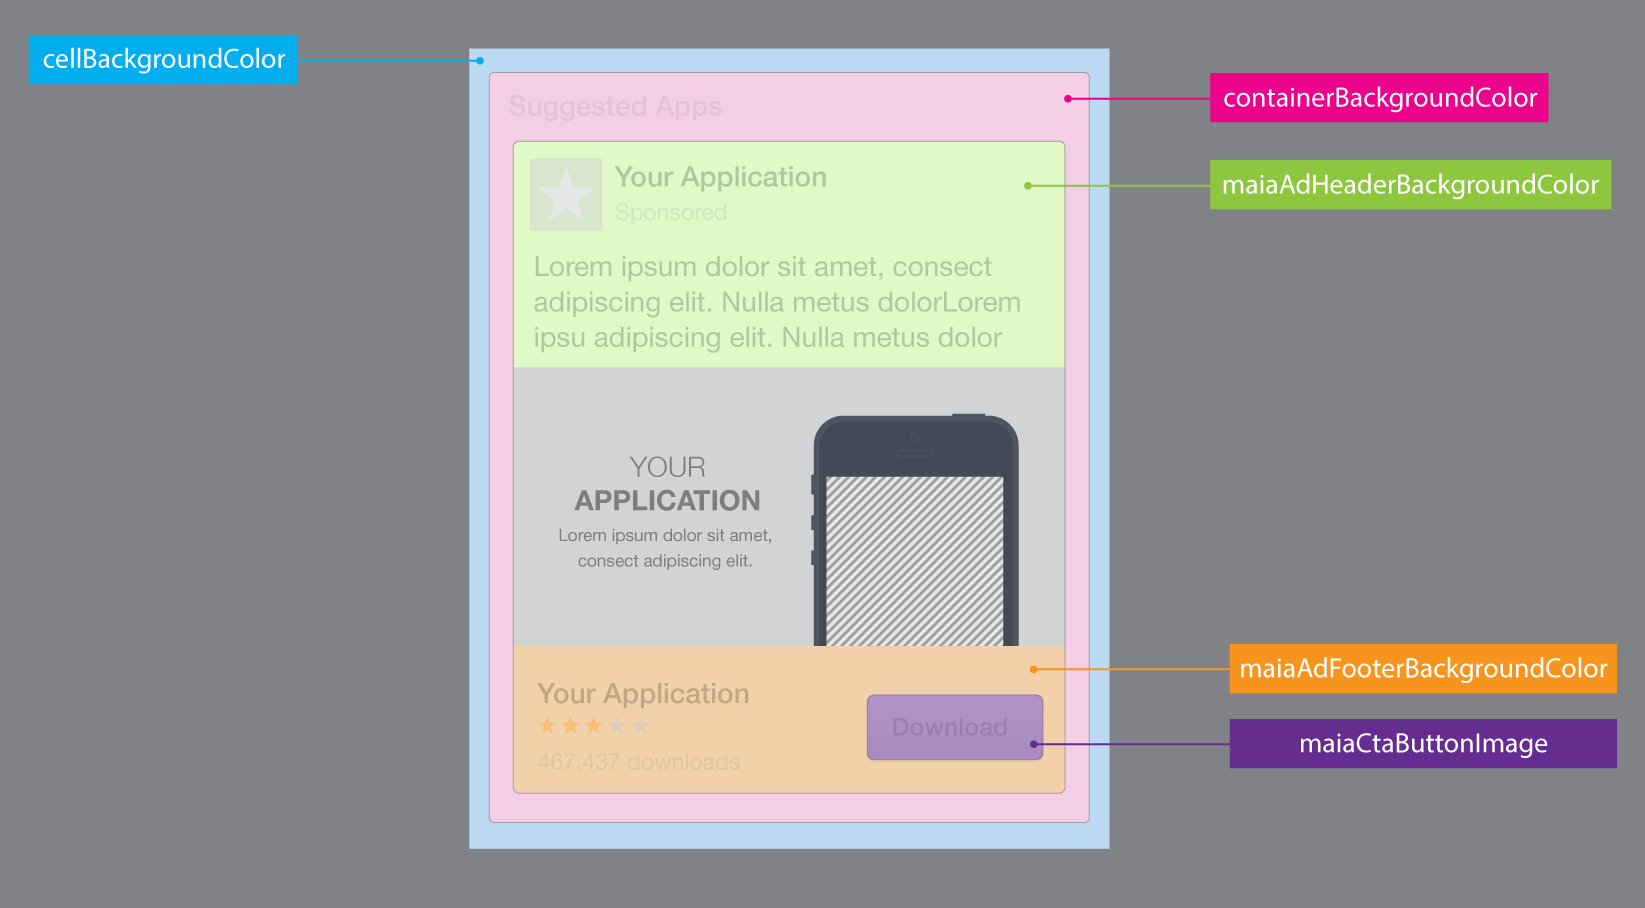 cellBackgroundColor
containerBackgroundColor
Suggested Apps
maiaAdHeaderBackgroundColor
Your Application
Sponsored
Lorem ipsum dolor sit amet, consect
adipiscing elit. Nulla metus dolorLorem
ipsu adipiscing elit. Nulla metus dolor
YOUR
APPLICATION
Lorem ipsum dolor sit amet,
consect adipiscing elit.
maiaAdFooterBackgroundColor
Your Application
Download
maiaCtaButtonImage
467.437 downloads